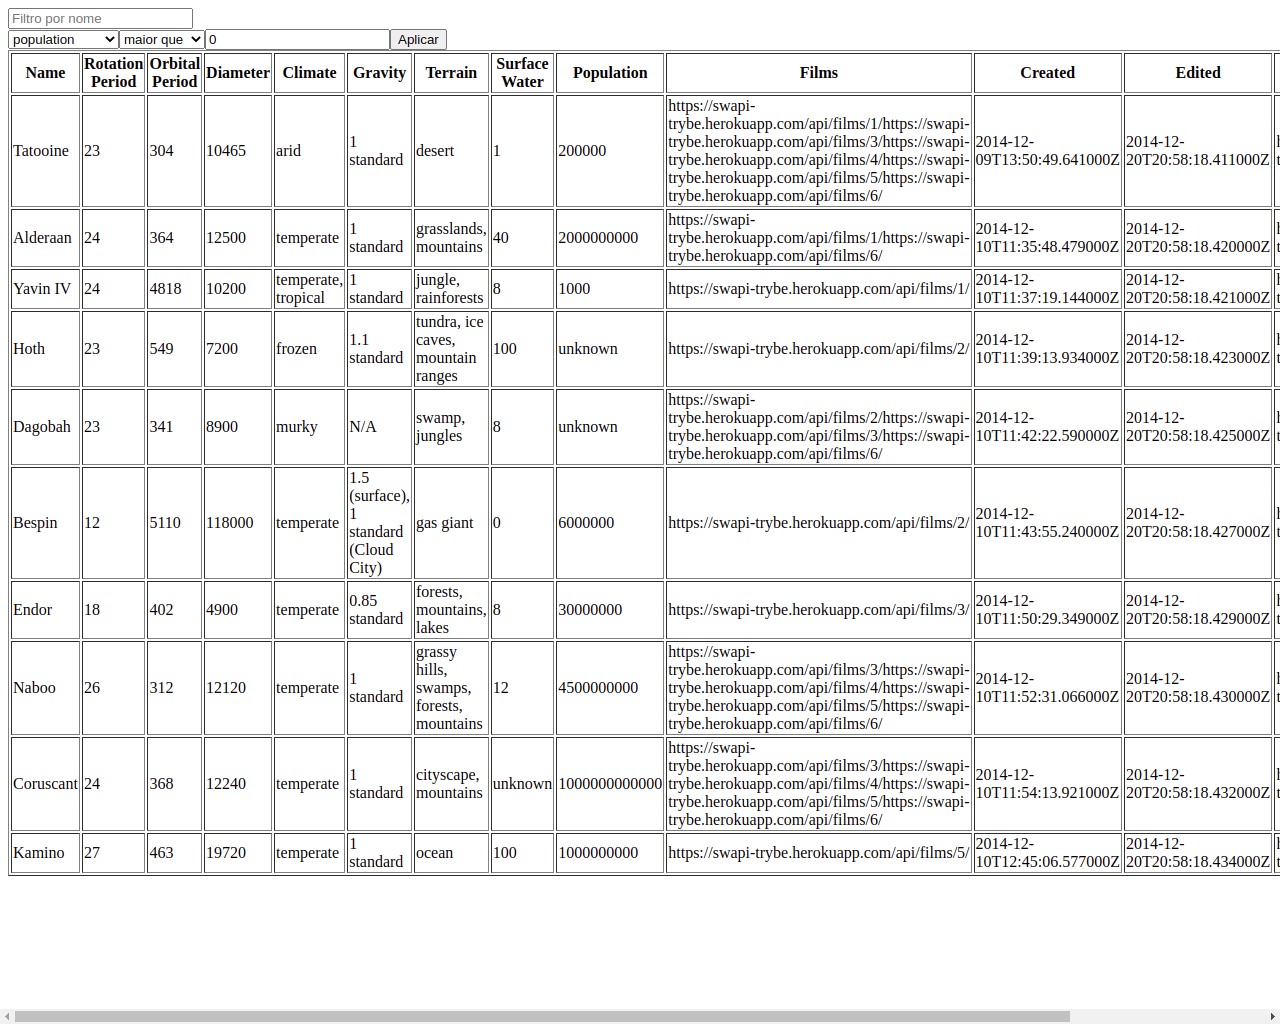 Filtro por nome
population maior que 0 Aplicar
Name Rotation Period Orbital Period Diameter Climate Gravity Terrain Surface Water Population Films Created Edited
Tatooine 23 304 10465 arid 1 standard desert 1 200000 https://swapi-trybe.herokuapp.com/api/films/1/https://swapi-trybe.herokuapp.com/api/films/3/https://swapi-trybe.herokuapp.com/api/films/4/https://swapi-trybe.herokuapp.com/api/films/5/https://swapi-trybe.herokuapp.com/api/films/6/ 2014-12-09T13:50:49.641000Z 2014-12-20T20:58:18.411000Z
Alderaan 24 364 12500 temperate 1 standard grasslands, mountains 40 2000000000 https://swapi-trybe.herokuapp.com/api/films/1/https://swapi-trybe.herokuapp.com/api/films/6/ 2014-12-10T11:35:48.479000Z 2014-12-20T20:58:18.420000Z
Yavin IV 24 4818 10200 temperate, tropical 1 standard jungle, rainforests 8 1000 https://swapi-trybe.herokuapp.com/api/films/1/ 2014-12-10T11:37:19.144000Z 2014-12-20T20:58:18.421000Z
Hoth 23 549 7200 frozen 1.1 standard tundra, ice caves, mountain ranges 100 unknown https://swapi-trybe.herokuapp.com/api/films/2/ 2014-12-10T11:39:13.934000Z 2014-12-20T20:58:18.423000Z
Dagobah 23 341 8900 murky N/A swamp, jungles 8 unknown https://swapi-trybe.herokuapp.com/api/films/2/https://swapi-trybe.herokuapp.com/api/films/3/https://swapi-trybe.herokuapp.com/api/films/6/ 2014-12-10T11:42:22.590000Z 2014-12-20T20:58:18.425000Z
Bespin 12 5110 118000 temperate 1.5 (surface), 1 standard (Cloud City) gas giant 0 6000000 https://swapi-trybe.herokuapp.com/api/films/2/ 2014-12-10T11:43:55.240000Z 2014-12-20T20:58:18.427000Z
Endor 18 402 4900 temperate 0.85 standard forests, mountains, lakes 8 30000000 https://swapi-trybe.herokuapp.com/api/films/3/ 2014-12-10T11:50:29.349000Z 2014-12-20T20:58:18.429000Z
Naboo 26 312 12120 temperate 1 standard grassy hills, swamps, forests, mountains 12 4500000000 https://swapi-trybe.herokuapp.com/api/films/3/https://swapi-trybe.herokuapp.com/api/films/4/https://swapi-trybe.herokuapp.com/api/films/5/https://swapi-trybe.herokuapp.com/api/films/6/ 2014-12-10T11:52:31.066000Z 2014-12-20T20:58:18.430000Z
Coruscant 24 368 12240 temperate 1 standard cityscape, mountains unknown 1000000000000 https://swapi-trybe.herokuapp.com/api/films/3/https://swapi-trybe.herokuapp.com/api/films/4/https://swapi-trybe.herokuapp.com/api/films/5/https://swapi-trybe.herokuapp.com/api/films/6/ 2014-12-10T11:54:13.921000Z 2014-12-20T20:58:18.432000Z
Kamino 27 463 19720 temperate 1 standard ocean 100 1000000000 https://swapi-trybe.herokuapp.com/api/films/5/ 2014-12-10T12:45:06.577000Z 2014-12-20T20:58:18.434000Z